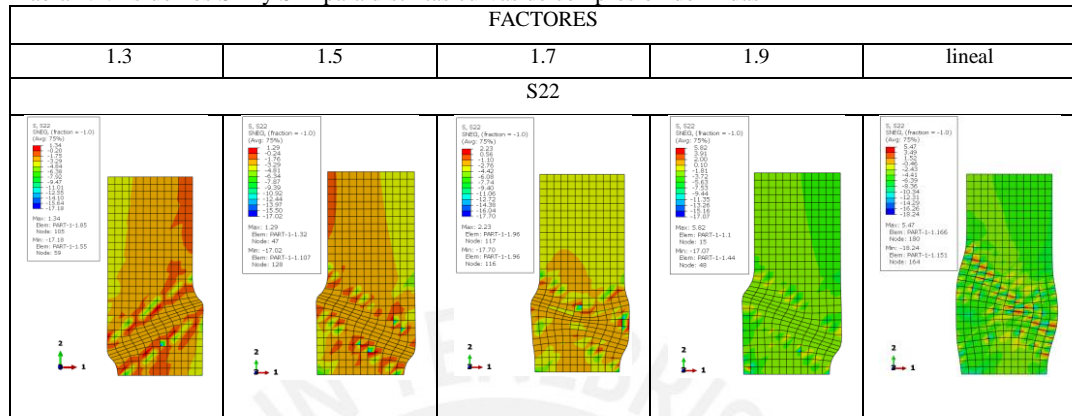 FACTORES
1.3 1.5 1.7 1.9 lineal
S22
S, S22
SNEG, (fraction = -1.0)
(Avg: 75%)
1.34
-0.20
-1.75
-3.29
-4.84
-6.38
-7.92
-9.47
-11.01
-12.55
-14.10
-15.64
-17.18
Max: 1.34
Elem: PART-1-1.85
Node: 105
Min: -17.18
Elem: PART-1-1.55
Node: 59
2
1
S, S22
SNEG, (fraction = -1.0)
(Avg: 75%)
1.29
-0.24
-1.76
-3.29
-4.81
-6.34
-7.87
-9.39
-10.92
-12.44
-13.97
-15.50
-17.02
Max: 1.29
Elem: PART-1-1.32
Node: 47
Min: -17.02
Elem: PART-1-1.107
Node: 128
2
1
S, S22
SNEG, (fraction = -1.0)
(Avg: 75%)
2.23
0.56
-1.10
-2.76
-4.42
-6.08
-7.74
-9.40
-11.06
-12.72
-14.38
-16.04
-17.70
Max: 2.23
Elem: PART-1-1.96
Node: 117
Min: -17.70
Elem: PART-1-1.96
Node: 116
2
1
S, S22
SNEG, (fraction = -1.0)
(Avg: 75%)
5.82
3.91
2.00
0.10
-1.81
-3.72
-5.63
-7.53
-9.44
-11.35
-13.26
-15.16
-17.07
Max: 5.82
Elem: PART-1-1.1
Node: 15
Min: -17.07
Elem: PART-1-1.44
Node: 48
2
1
S, S22
SNEG, (fraction = -1.0)
(Avg: 75%)
5.47
3.49
1.52
-0.46
-2.43
-4.41
-6.39
-8.36
-10.34
-12.31
-14.29
-16.26
-18.24
Max: 5.47
Elem: PART-1-1.166
Node: 180
Min: -18.24
Elem: PART-1-1.151
Node: 164
2
1